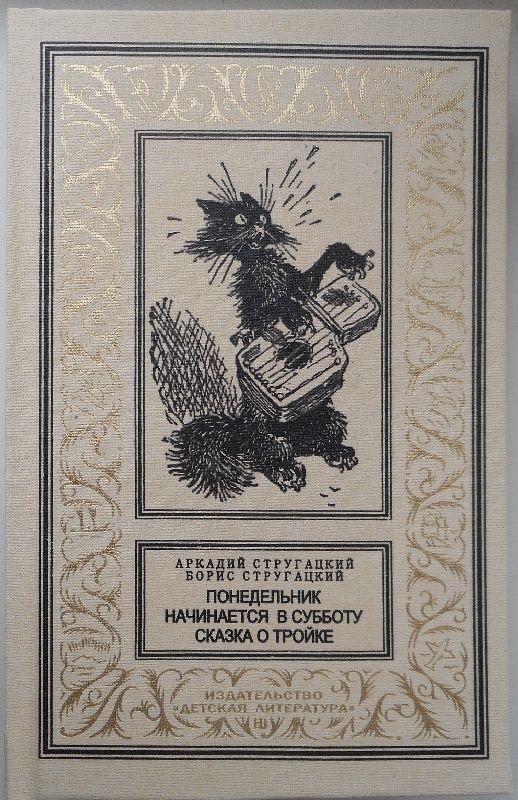 АРКАДИЙ СТРУГАЦКИЙ
БОРИС СТРУГАЦКИЙ
ПОНЕДЕЛЬНИК
НАЧИНАЕТСЯ В СУББОТУ
СКАЗКА О ТРОЙКЕ
ИЗДАТЕЛЬСТВО
«ДЕТСКАЯ ЛИТЕРАТУРА»